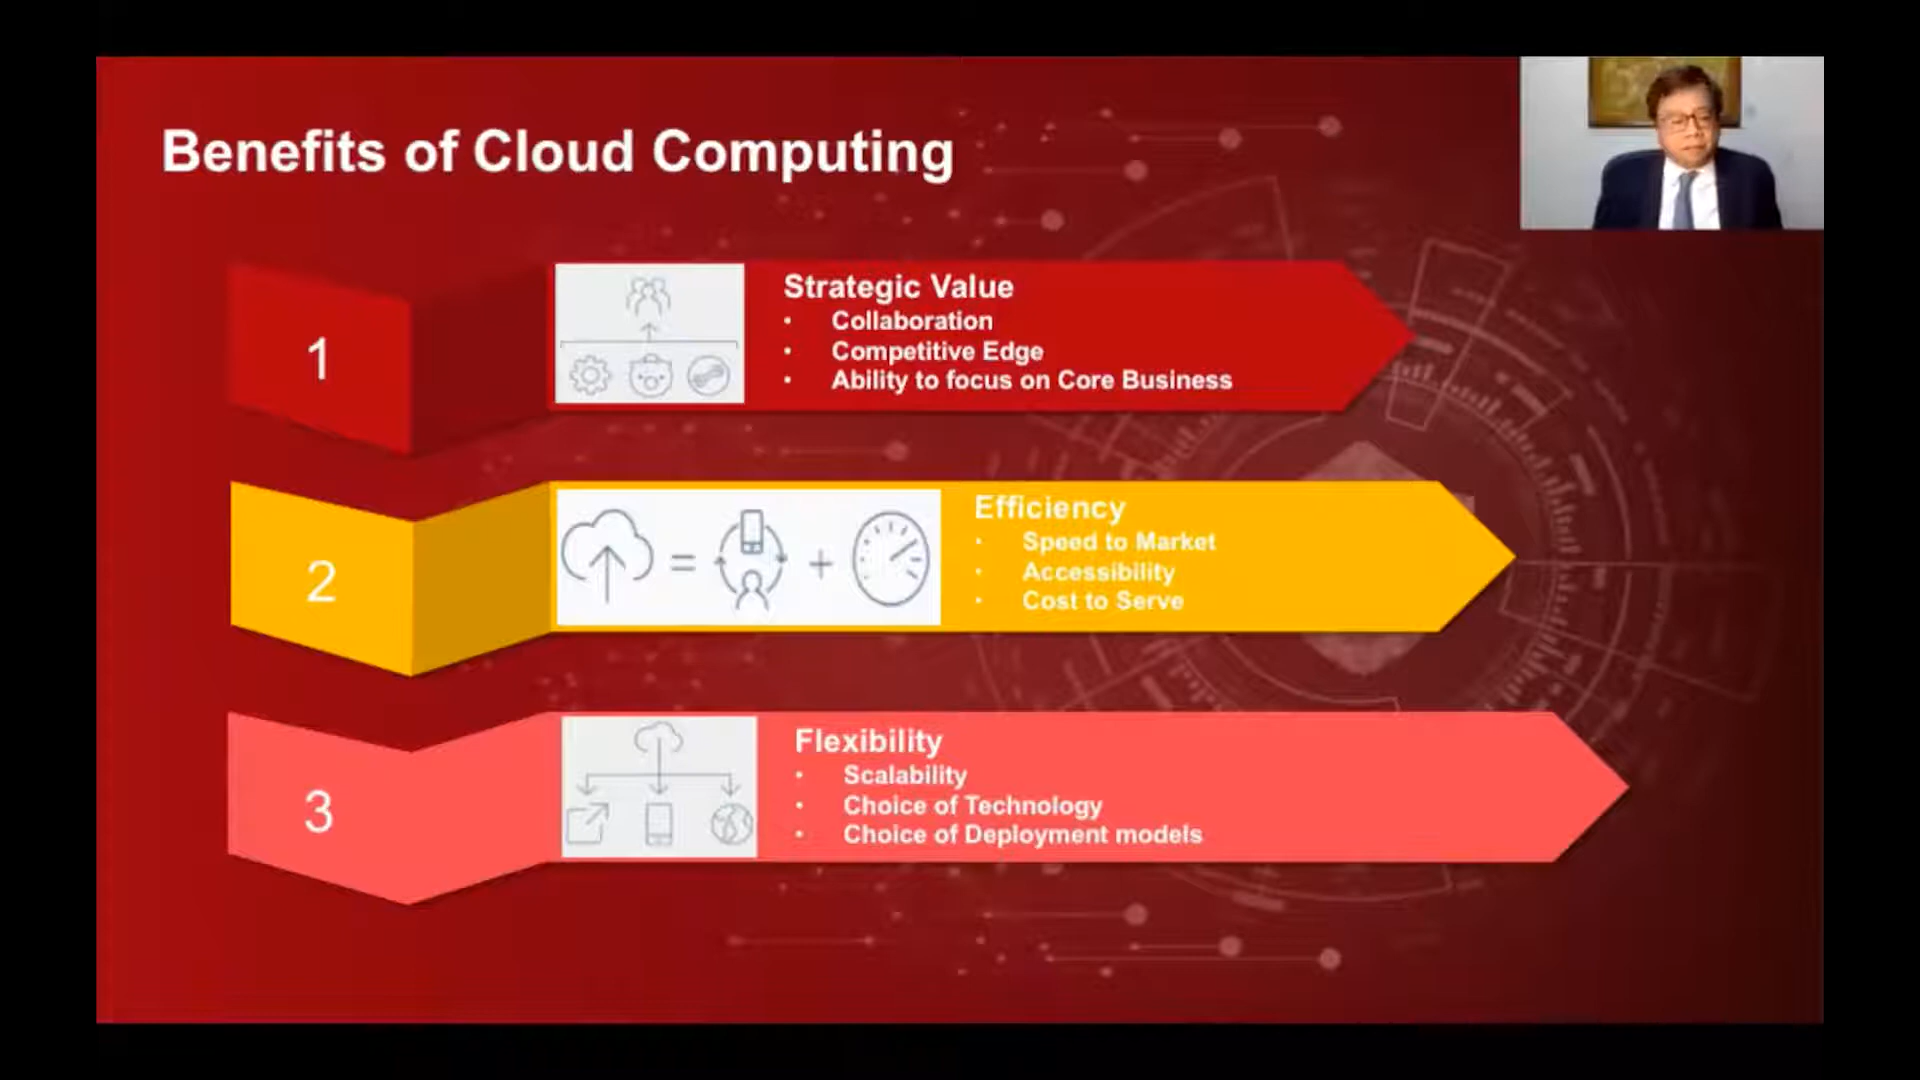 Benefits of Cloud Computing
1
Strategic Value
• Collaboration
• Competitive Edge
• Ability to focus on Core Business
2
=
+
Efficiency
• Speed to Market
• Accessibility
• Cost to Serve
3
Flexibility
• Scalability
• Choice of Technology
• Choice of Deployment models